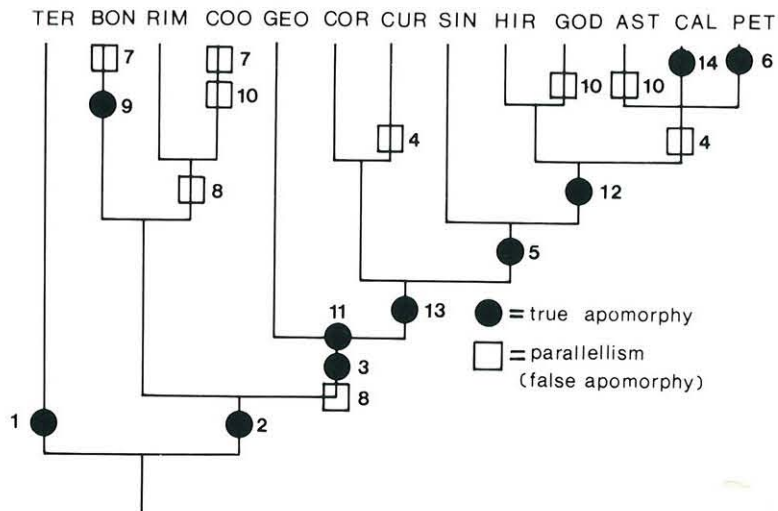 TER BON RIM COO GEO COR CUR SIN HIR GOD AST CAL PET
7 7 14 6
9 10 10 10
4 4
8 12
5
11 13
= true apomorphy
3
= parallellism
8 (false apomorphy)
1 2